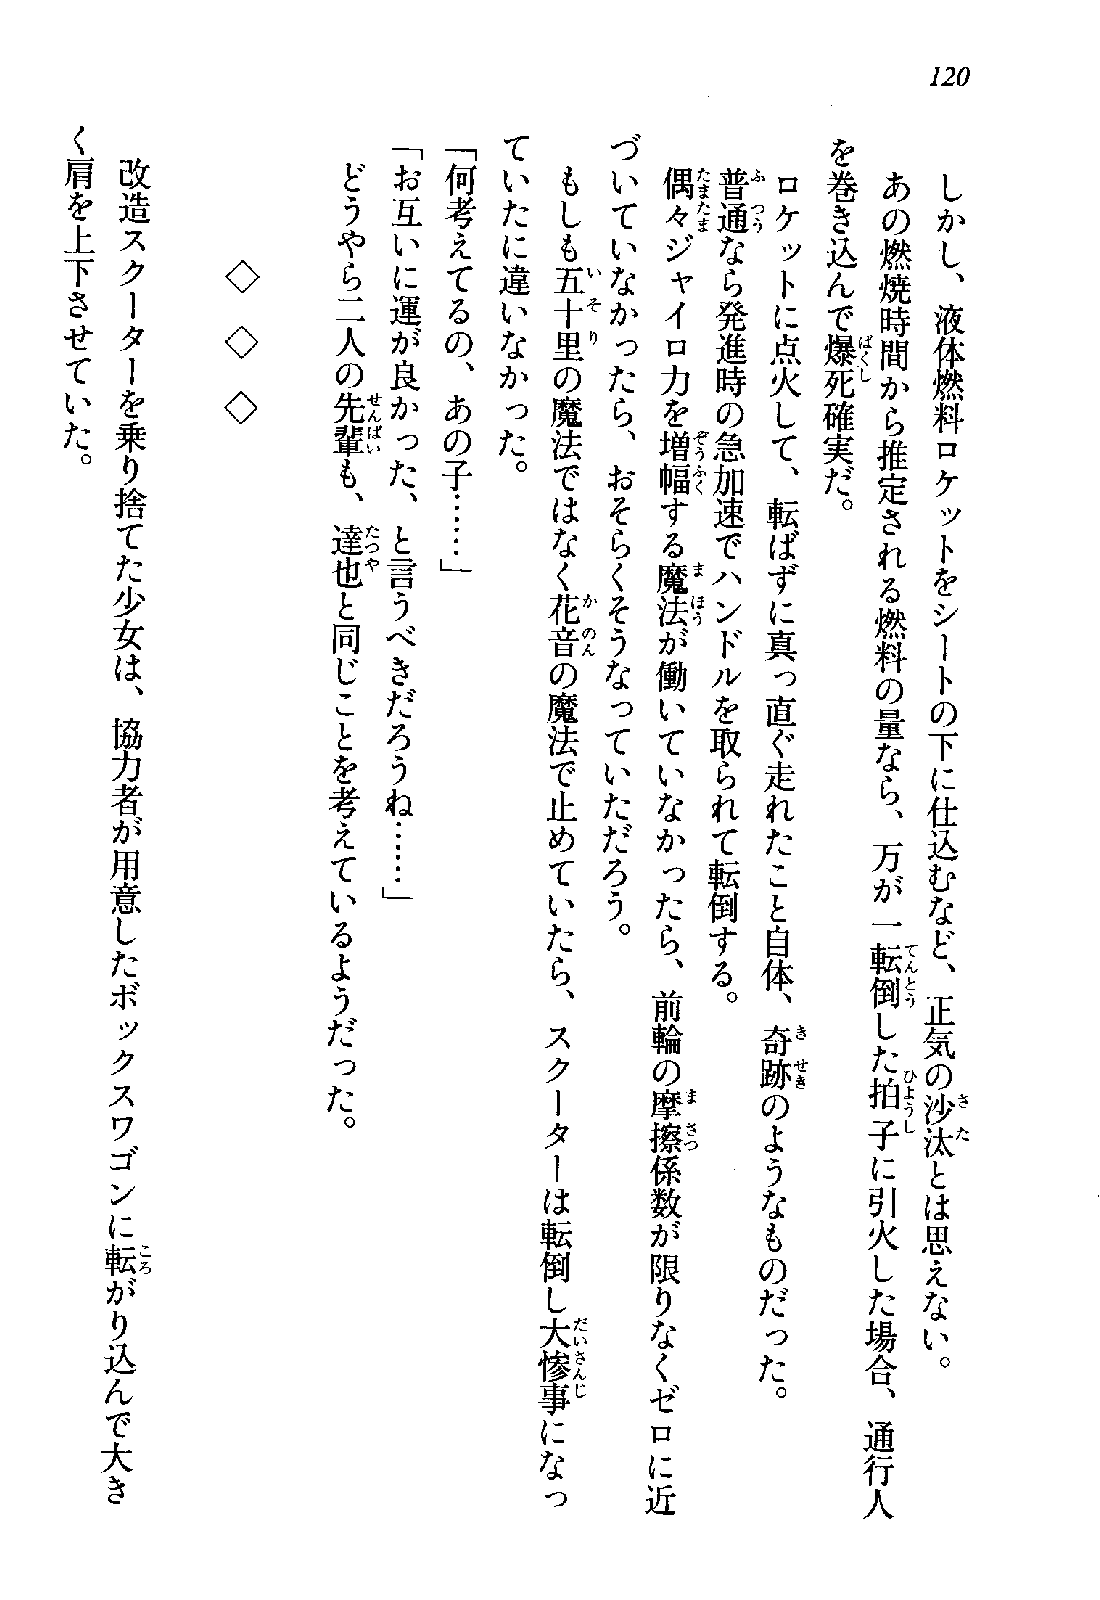 120
しかし、液体燃料ロケットをシートの下に仕込むなど、正気の沙汰とは思えない。
あの燃焼時間から推定される燃料の量なら、万が一転倒した拍子に引火した場合、通行人
を巻き込んで爆死確実だ。
ロケットに点火して、転ばずに真っ直ぐ走れたこと自体、奇跡のようなものだった。
普通なら発進時の急加速でハンドルを取られて転倒する。
偶々ジャイロ力を増幅する魔法が働いていなかったら、前輪の摩擦係数が限りなくゼロに近
づいていなかったら、おそらくそうなっていただろう。
もしも五十里の魔法ではなく花音の魔法で止めていたら、スクーターは転倒し大惨事になっ
ていたに違いなかった。
「何考えてるの、あの子……」
「お互いに運が良かった、と言うべきだろうね……」
どうやら二人の先輩も、達也と同じことを考えているようだった。
◇ ◇ ◇
改造スクーターを乗り捨てた少女は、協力者が用意したボックスワゴンに転がり込んで大き
く肩を上下させていた。